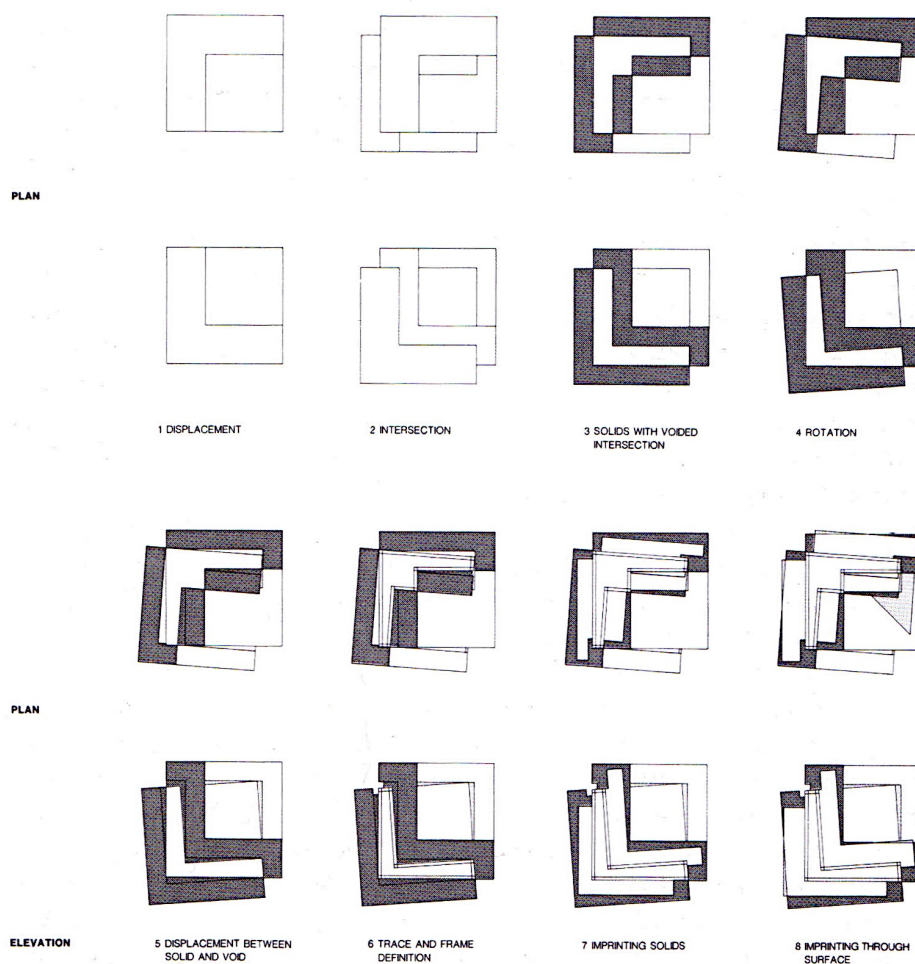 PLAN
1 DISPLACEMENT
2 INTERSECTION
3 SOLIDS WITH VOIDED
INTERSECTION
4 ROTATION
PLAN
ELEVATION
5 DISPLACEMENT BETWEEN
SOLID AND VOID
6 TRACE AND FRAME
DEFINITION
7 IMPRINTING SOLIDS
8 IMPRINTING THROUGH
SURFACE